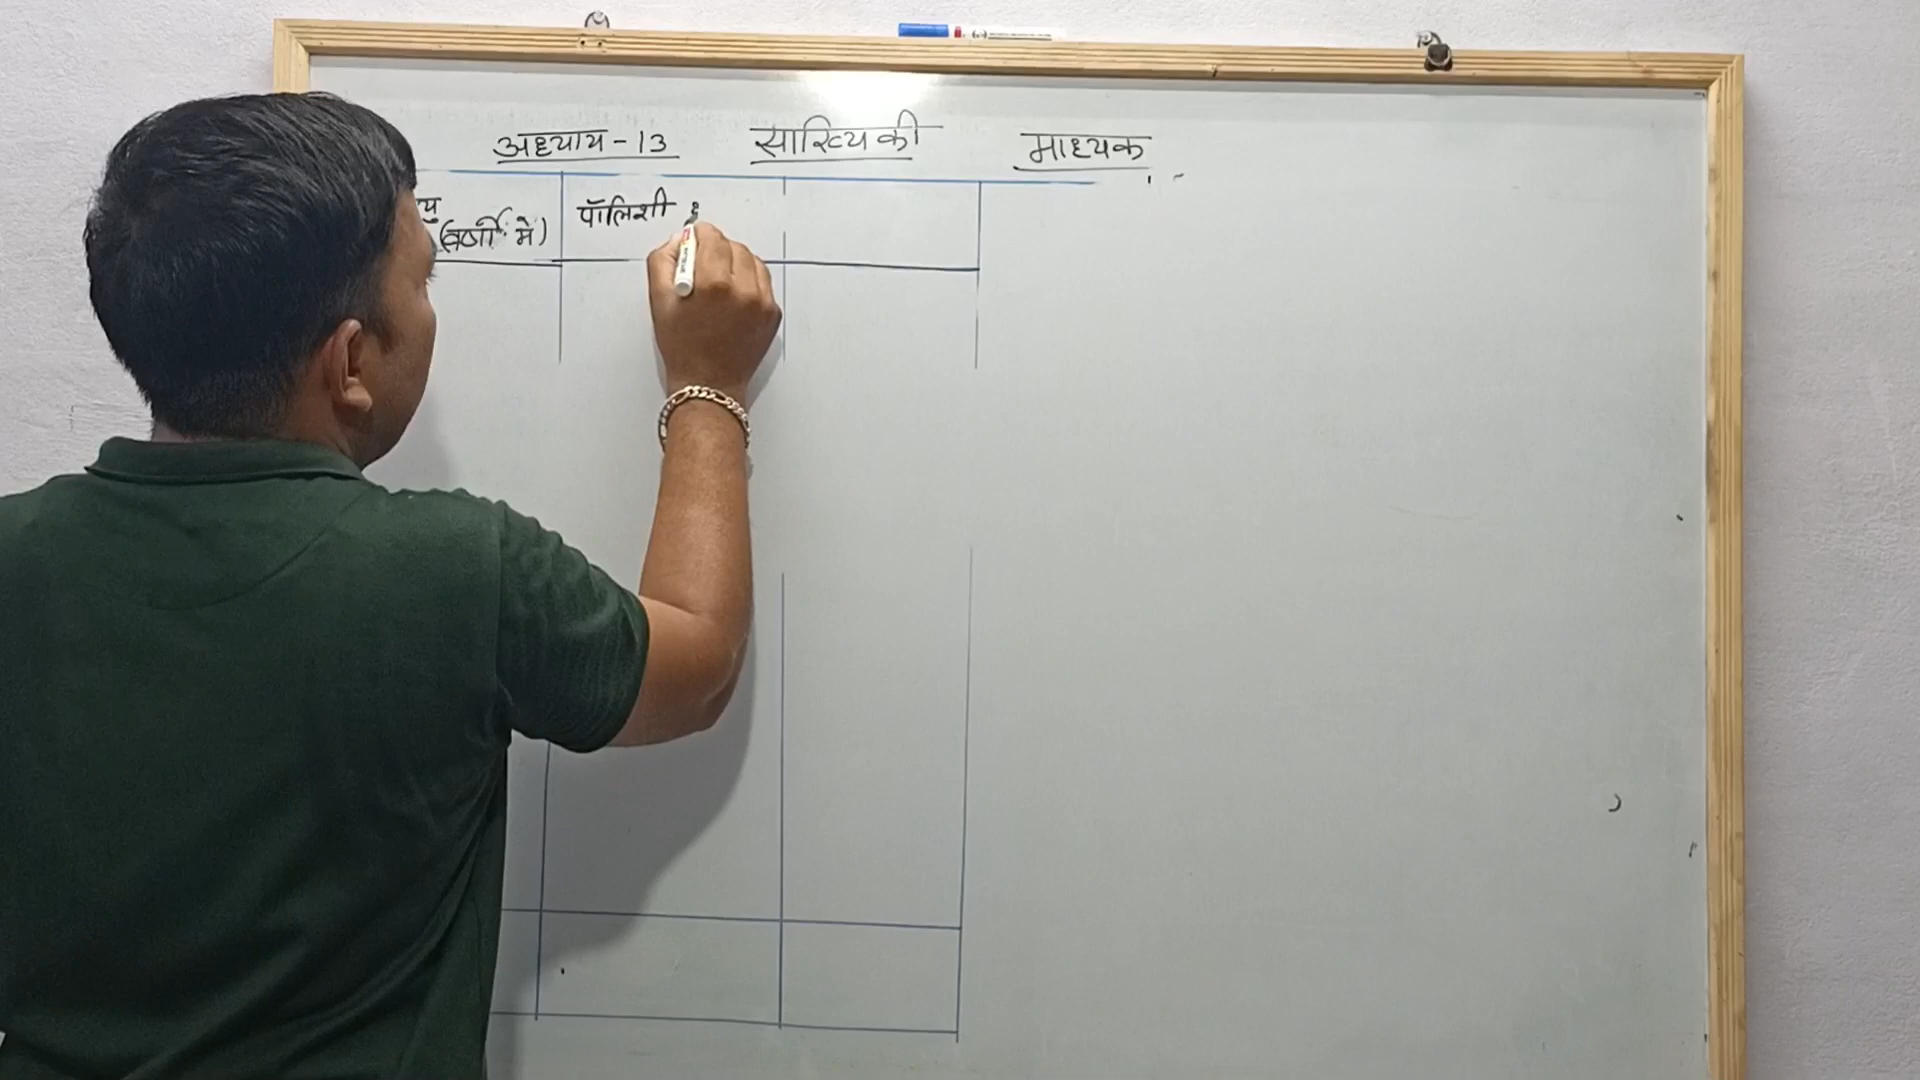 अध्याय - 13 साख्यिकी माध्यक
(वर्षो में) पॉलिशी